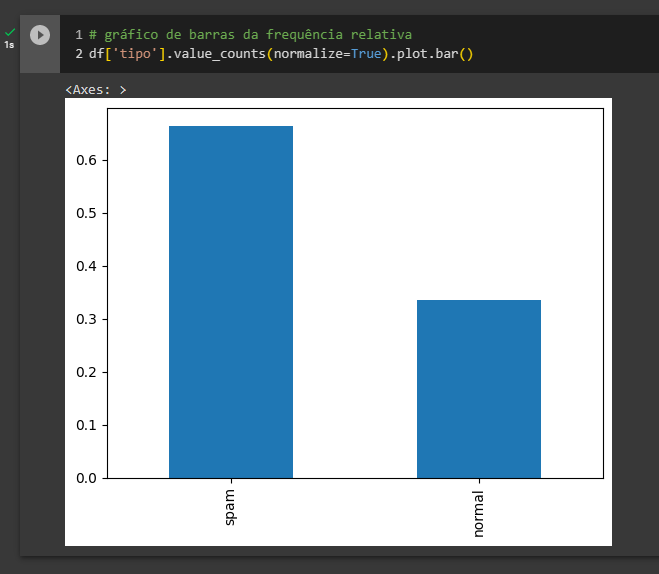 1 # gráfico de barras da frequência relativa
2 df['tipo'].value_counts(normalize=True).plot.bar()
1s
<Axes: >
0.6
0.5
0.4
0.3
0.2
0.1
0.0
spam
normal